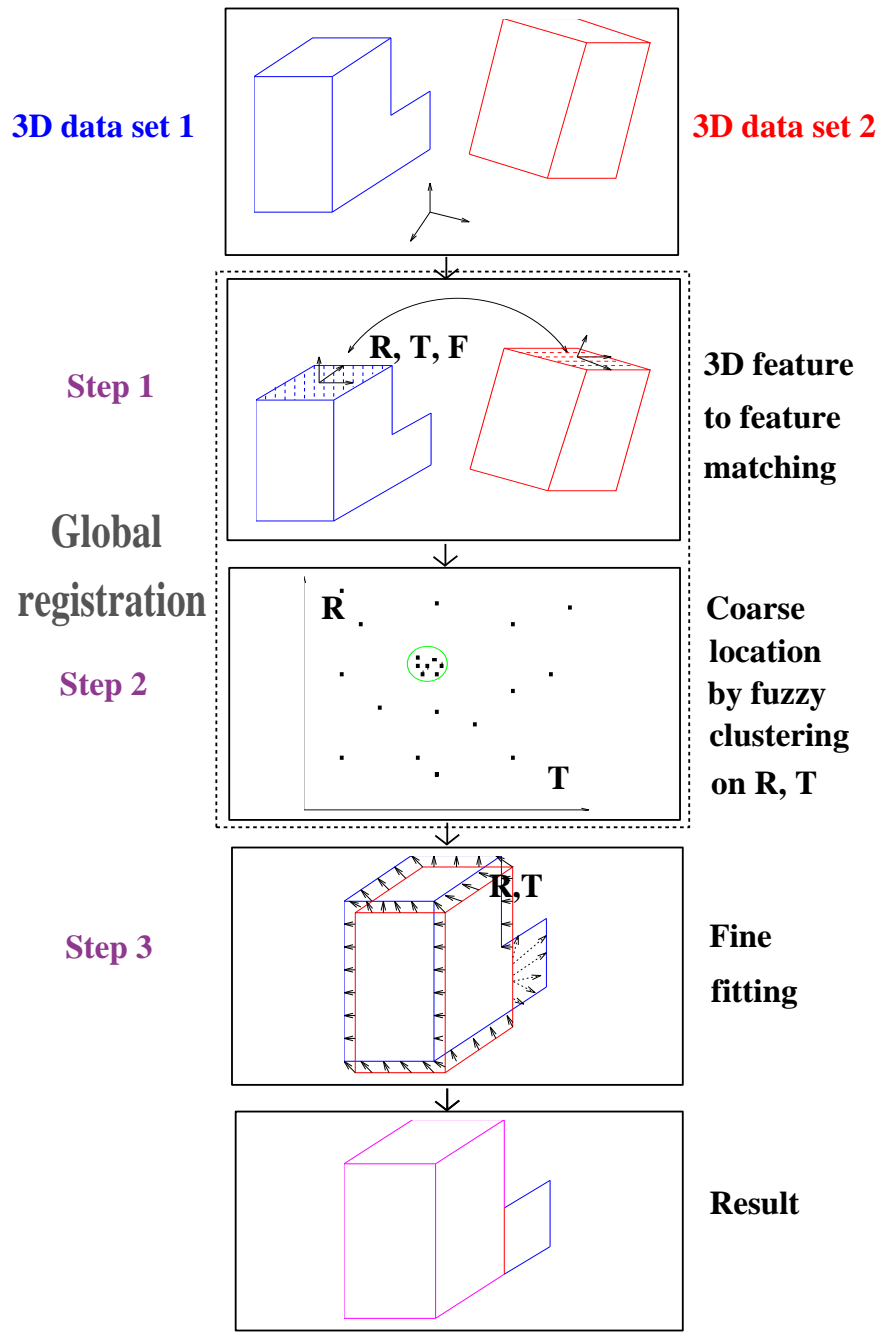 3D data set 1
3D data set 2
R, T, F
Step 1
3D feature
to feature
matching
Global
registration
R
T
Step 2
Coarse
location
by fuzzy
clustering
on R, T
R,T
Step 3
Fine
fitting
Result